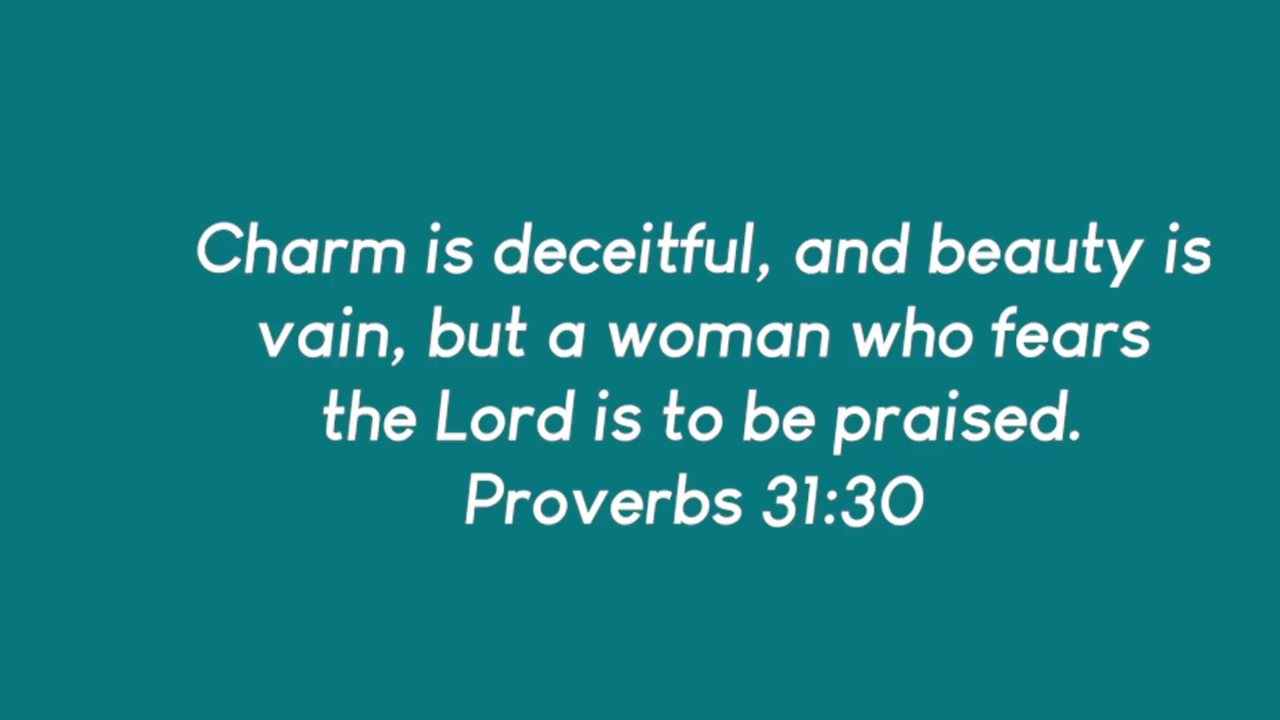 Charm is deceitful, and beauty is
vain, but a woman who fears
the Lord is to be praised.
Proverbs 31:30